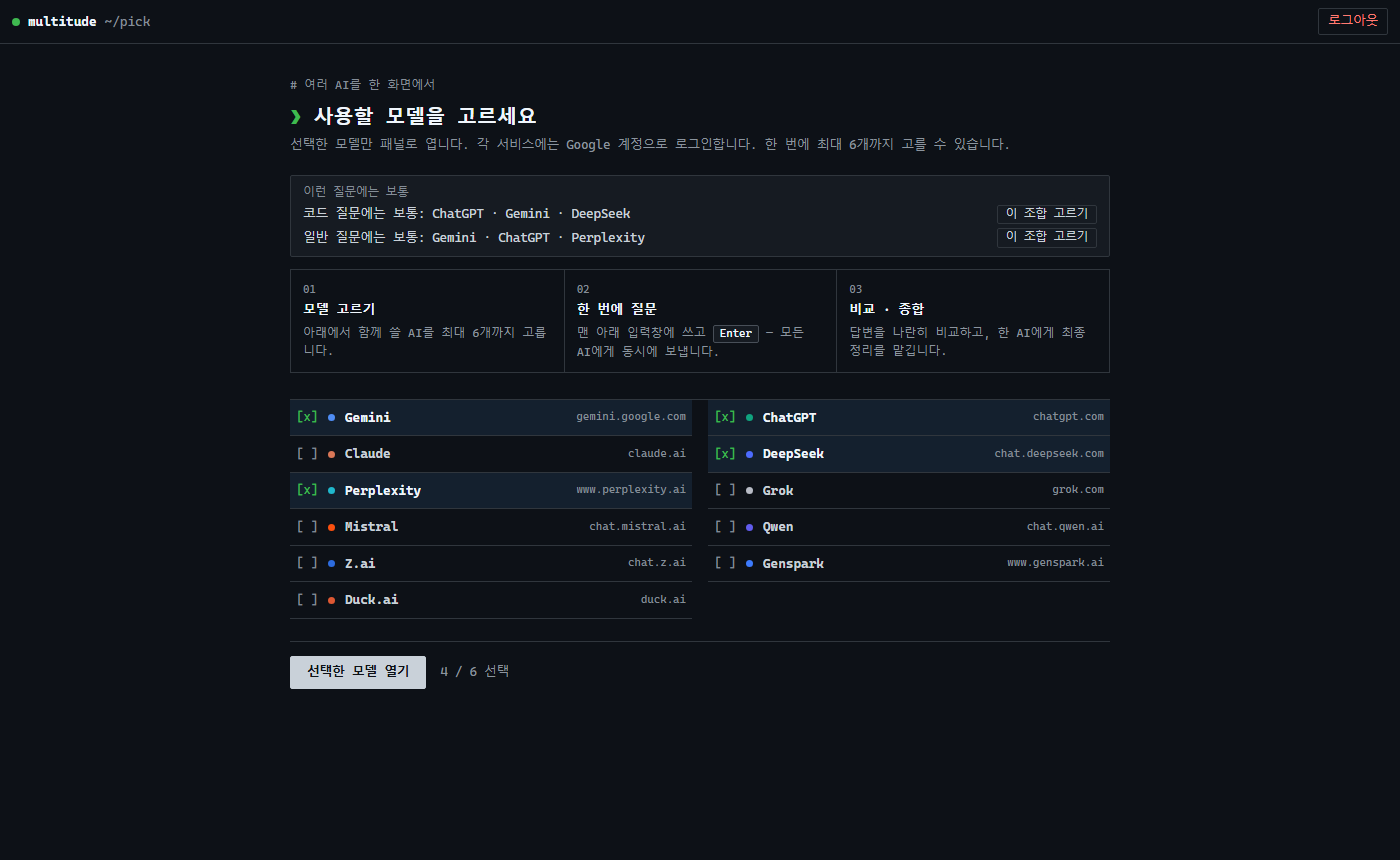 multitude ~/pick
로그아웃
# 여러 AI를 한 화면에서
❯ 사용할 모델을 고르세요
선택한 모델만 패널로 엽니다. 각 서비스에는 Google 계정으로 로그인합니다. 한 번에 최대 6개까지 고를 수 있습니다.
이런 질문에는 보통
코드 질문에는 보통: ChatGPT · Gemini · DeepSeek
이 조합 고르기
일반 질문에는 보통: Gemini · ChatGPT · Perplexity
이 조합 고르기
01
모델 고르기
아래에서 함께 쓸 AI를 최대 6개까지 고릅
니다.
02
한 번에 질문
맨 아래 입력창에 쓰고 Enter — 모든
AI에게 동시에 보냅니다.
03
비교 · 종합
답변을 나란히 비교하고, 한 AI에게 최종
정리를 맡깁니다.
[x] Gemini gemini.google.com
[x] ChatGPT chatgpt.com
[ ] Claude claude.ai
[x] DeepSeek chat.deepseek.com
[x] Perplexity www.perplexity.ai
[ ] Grok grok.com
[ ] Mistral chat.mistral.ai
[ ] Qwen chat.qwen.ai
[ ] Z.ai chat.z.ai
[ ] Genspark www.genspark.ai
[ ] Duck.ai duck.ai
선택한 모델 열기
4 / 6 선택